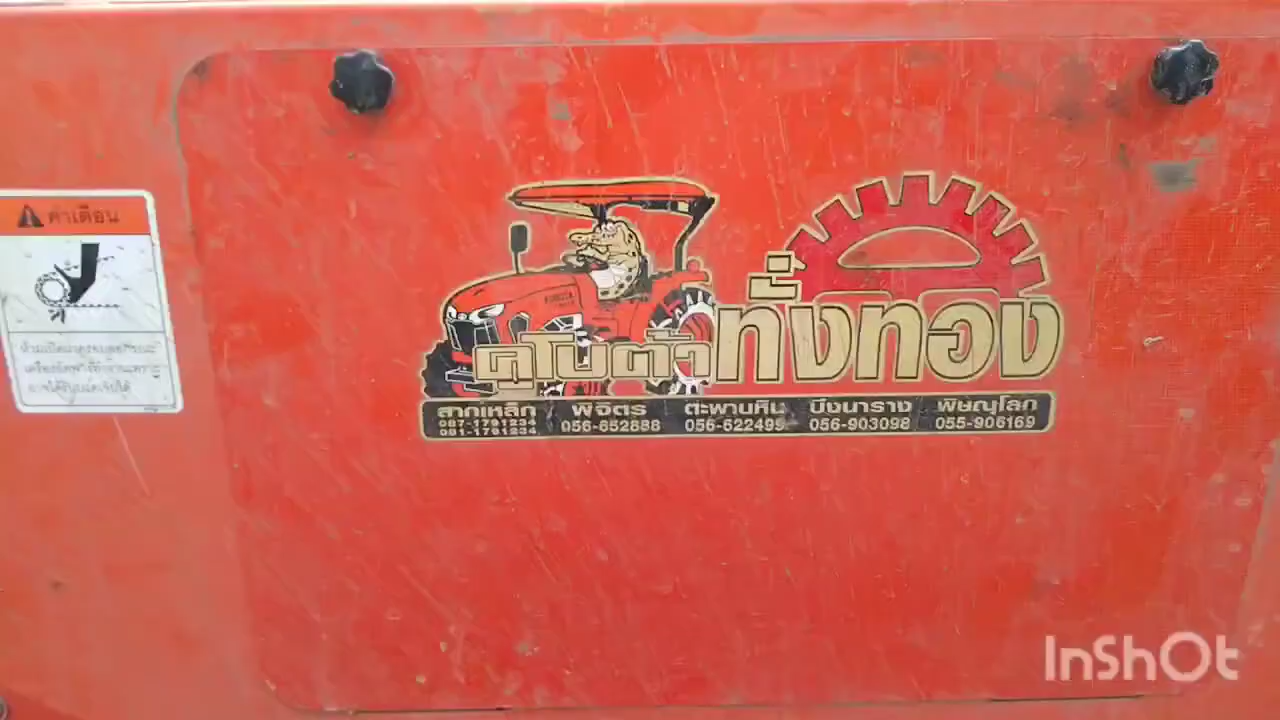 คำเตือน
คูโบต้า ทั่งทอง
สากเหล็ก พิจิตร ตะพานหิน บึงนาราง พิษณุโลก
087-1791234 056-652888 056-622499 056-903098 055-906169
081-1791234
InShOt